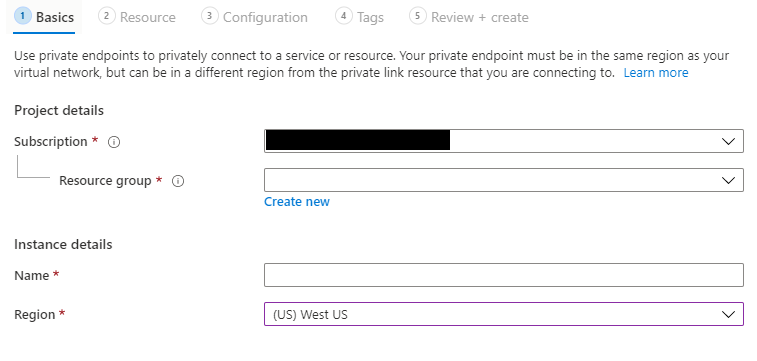 1 Basics 2 Resource 3 Configuration 4 Tags 5 Review + create
Use private endpoints to privately connect to a service or resource. Your private endpoint must be in the same region as your
virtual network, but can be in a different region from the private link resource that you are connecting to. Learn more
Project details
Subscription *
Resource group *
Create new
Instance details
Name *
Region *
(US) West US